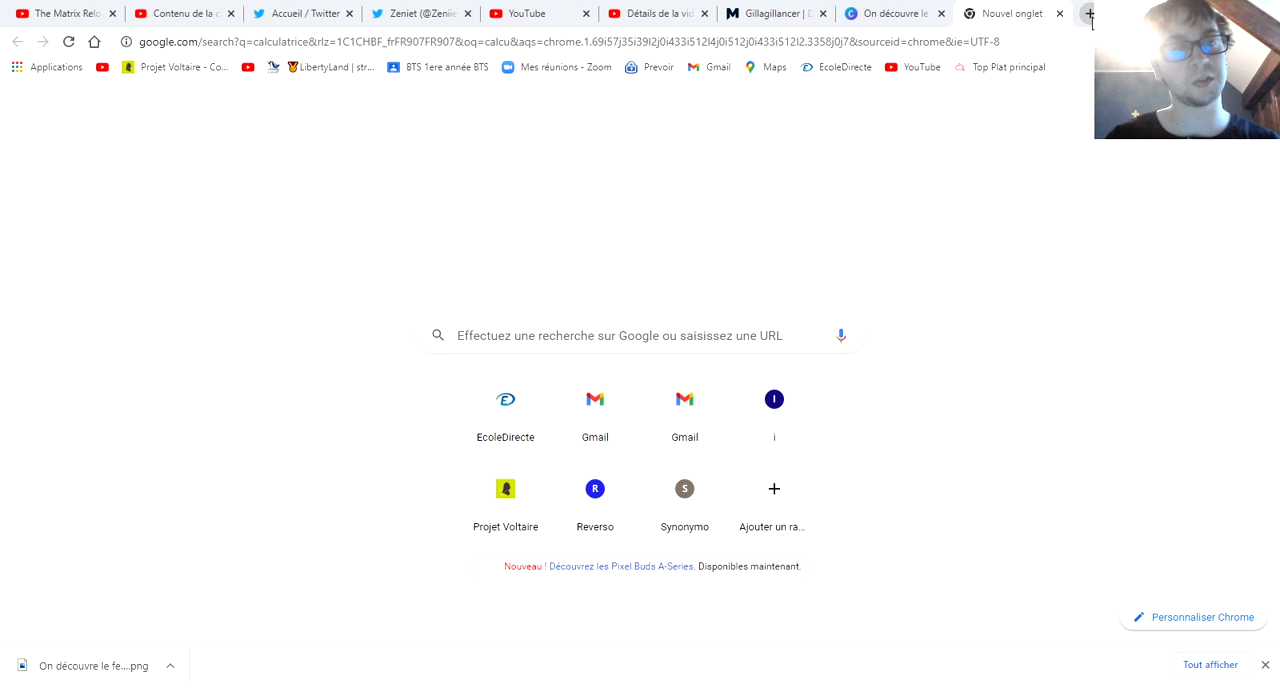 The Matrix Relo
Contenu de la c
Accueil / Twitter
Zeniet (@Zeniie
YouTube
Détails de la vid
Gillagillancer | D
On découvre le
Nouvel onglet
google.com/search?q=calculatrice&rlz=1C1CHBF_frFR907FR907&oq=calcu&aqs=chrome.1.69i57j35i39l2j0i433i512l4j0i512j0i433i512l2.3358j0j7&sourceid=chrome&ie=UTF-8
Applications
Projet Voltaire - Co...
LibertyLand | str...
BTS 1ere année BTS
Mes réunions - Zoom
Prevoir
Gmail
Maps
EcoleDirecte
YouTube
Top Plat principal
Effectuez une recherche sur Google ou saisissez une URL
EcoleDirecte
Gmail
Gmail
I
i
Projet Voltaire
R
Reverso
S
Synonymo
Ajouter un ra...
Nouveau ! Découvrez les Pixel Buds A-Series. Disponibles maintenant.
Personnaliser Chrome
On découvre le fe....png
Tout afficher